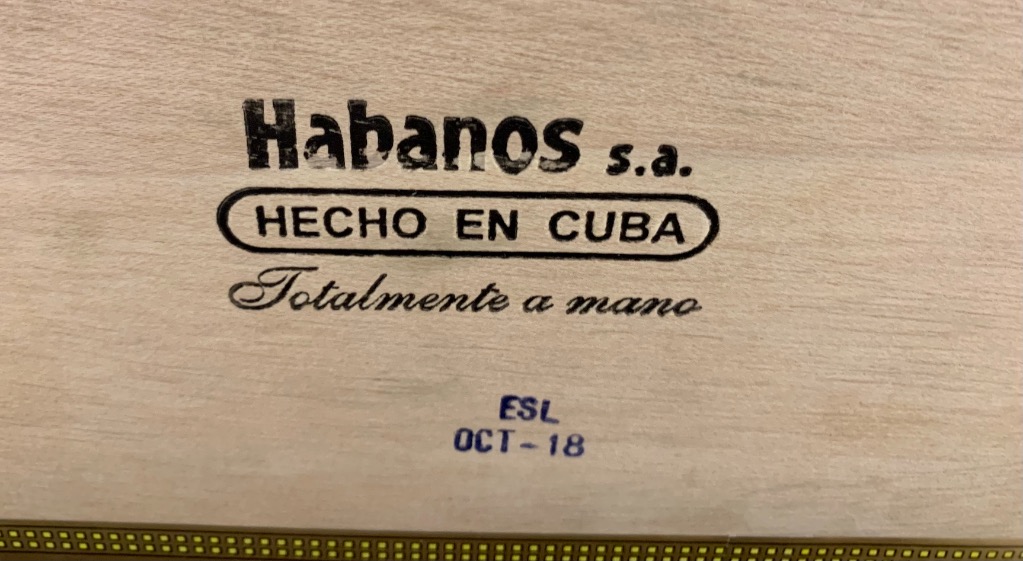 Habanos s.a.
HECHO EN CUBA
Totalmente a mano
ESL
OCT-18